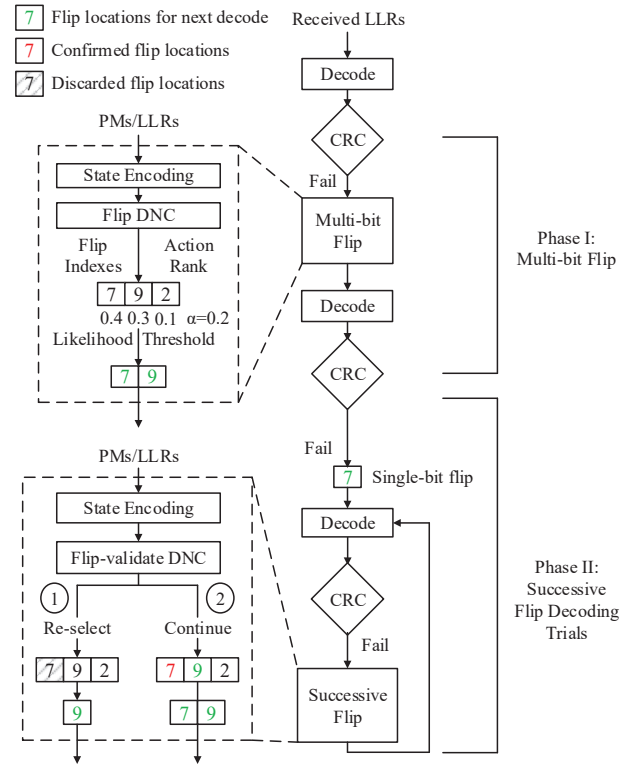 7 Flip locations for next decode
7 Confirmed flip locations
7 Discarded flip locations
Received LLRs
Decode
CRC
Fail
Multi-bit
Flip
Decode
CRC
Fail
7 Single-bit flip
Decode
CRC
Fail
Successive
Flip
PMs/LLRs
State Encoding
Flip DNC
Flip
Indexes
Action
Rank
7 9 2
0.4 0.3 0.1 α=0.2
Likelihood Threshold
7 9
PMs/LLRs
State Encoding
Flip-validate DNC
1
Re-select
7 9 2
9
2
Continue
7 9 2
7 9
Phase I:
Multi-bit Flip
Phase II:
Successive
Flip Decoding
Trials